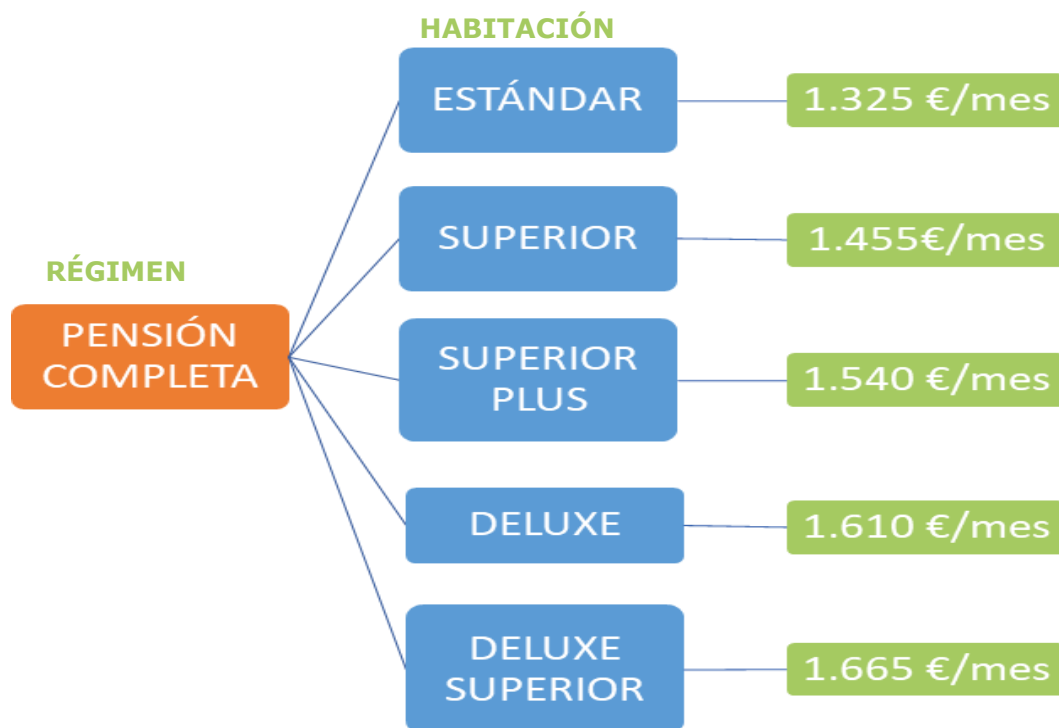 HABITACIÓN
ESTÁNDAR
1.325 €/mes
SUPERIOR
1.455€/mes
RÉGIMEN
PENSIÓN
COMPLETA
SUPERIOR
PLUS
1.540 €/mes
DELUXE
1.610 €/mes
DELUXE
SUPERIOR
1.665 €/mes